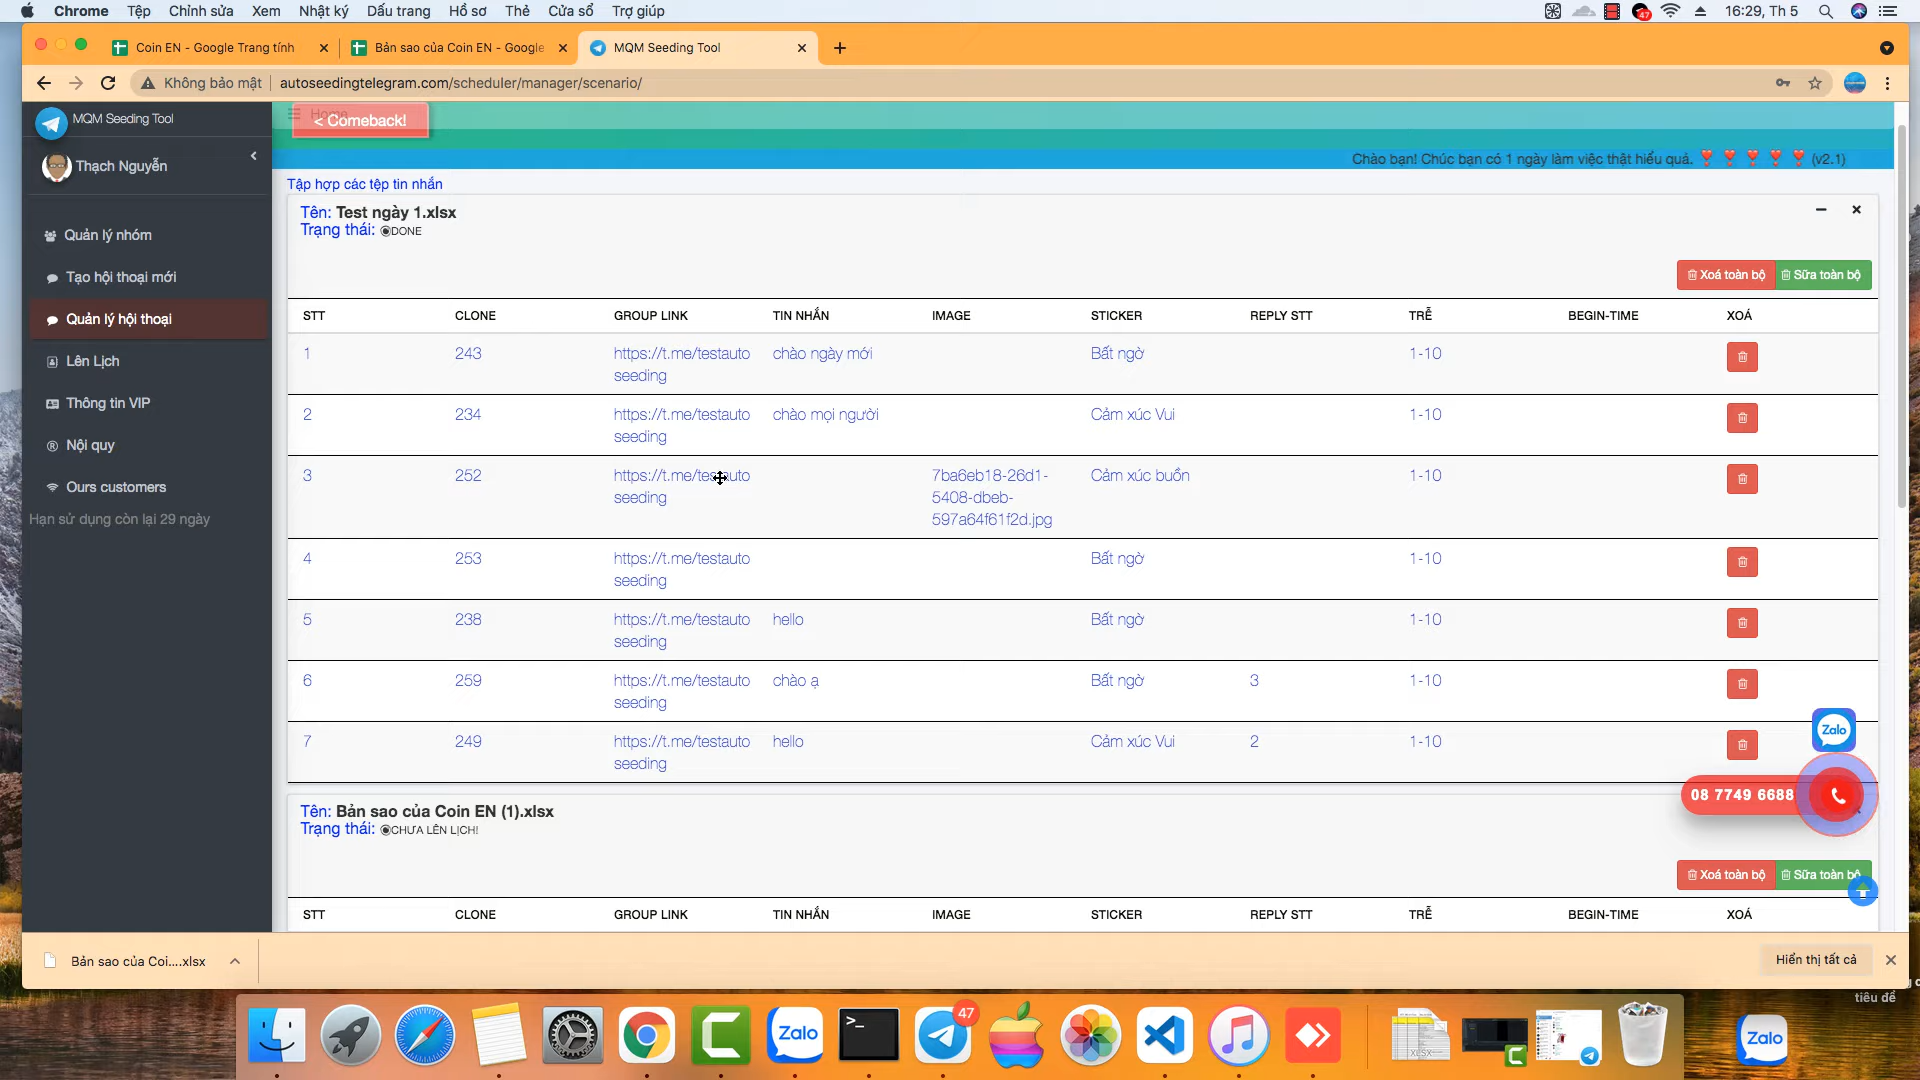 Chrome Tệp Chỉnh sửa Xem Nhật ký Dấu trang Hồ sơ Thẻ Cửa sổ Trợ giúp 47 16:29, Th 5
Coin EN - Google Trang tính Bản sao của Coin EN - Google MQM Seeding Tool
Không bảo mật autoseedingtelegram.com/scheduler/manager/scenario/
MQM Seeding Tool
Home
< Comeback!
Chào bạn! Chúc bạn có 1 ngày làm việc thật hiểu quả. (v2.1)
Thạch Nguyễn
Quản lý nhóm
Tạo hội thoại mới
Quản lý hội thoại
Lên Lịch
Thông tin VIP
Nội quy
Ours customers
Hạn sử dụng còn lại 29 ngày
Tập hợp các tệp tin nhắn
Tên: Test ngày 1.xlsx
Trạng thái: DONE
Xoá toàn bộ Sửa toàn bộ
STT CLONE GROUP LINK TIN NHẮN IMAGE STICKER REPLY STT TRỄ BEGIN-TIME XOÁ
1 243 https://t.me/testauto chào ngày mới Bất ngờ 1-10
seeding
2 234 https://t.me/testauto chào mọi người Cảm xúc Vui 1-10
seeding
3 252 https://t.me/testauto 7ba6eb18-26d1- Cảm xúc buồn 1-10
seeding 5408-dbeb-
597a64f61f2d.jpg
4 253 https://t.me/testauto Bất ngờ 1-10
seeding
5 238 https://t.me/testauto hello Bất ngờ 1-10
seeding
6 259 https://t.me/testauto chào ạ Bất ngờ 3 1-10
seeding
7 249 https://t.me/testauto hello Cảm xúc Vui 2 1-10
seeding
Zalo
08 7749 6688
Tên: Bản sao của Coin EN (1).xlsx
Trạng thái: CHƯA LÊN LỊCH!
Xoá toàn bộ Sửa toàn bộ
STT CLONE GROUP LINK TIN NHẮN IMAGE STICKER REPLY STT TRỄ BEGIN-TIME XOÁ
Bản sao của Coi....xlsx Hiển thị tất cả
tiêu đề
Zalo 47 XLSX Zalo